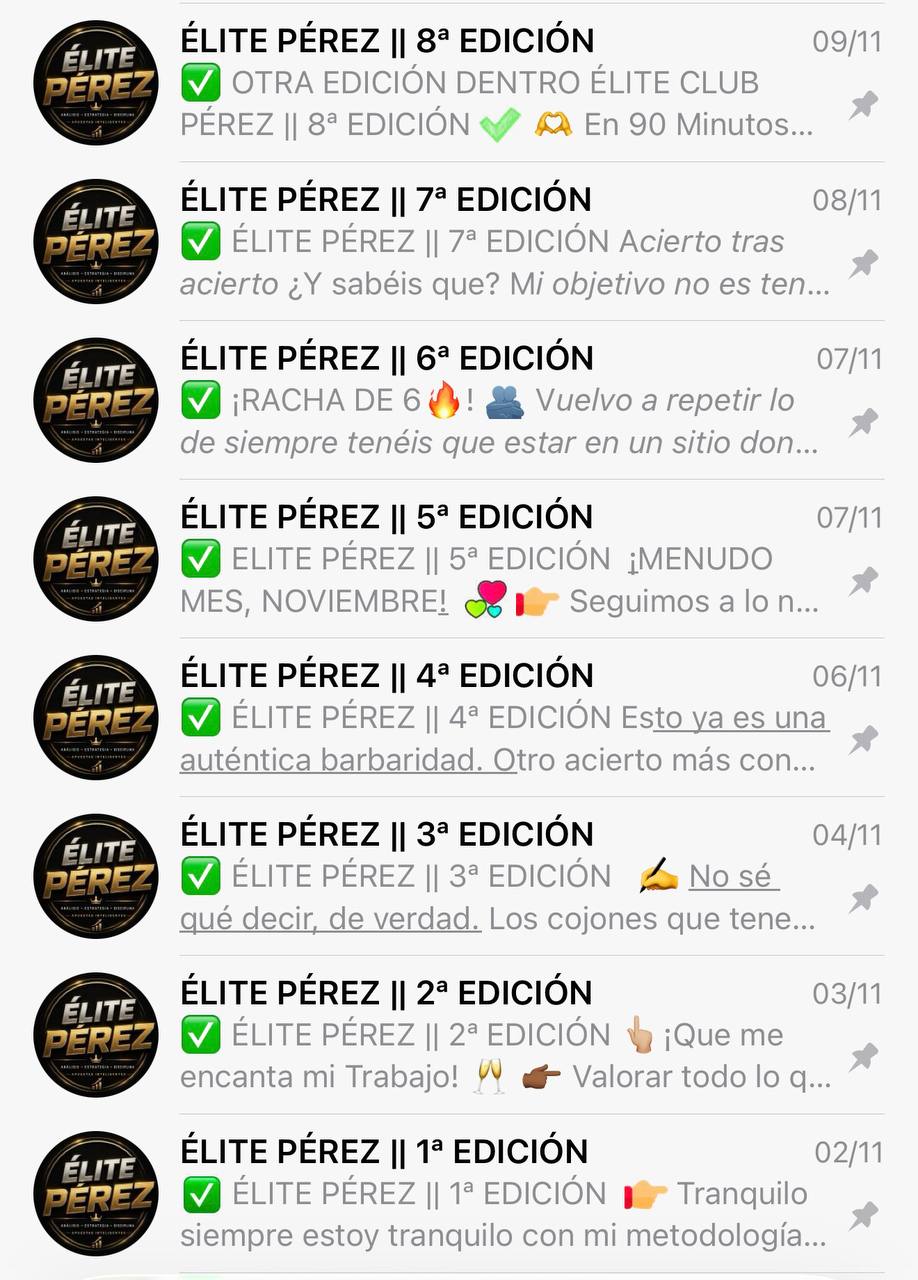 ÉLITE PÉREZ || 8ª EDICIÓN 09/11
✅ OTRA EDICIÓN DENTRO ÉLITE CLUB
PÉREZ || 8ª EDICIÓN ✅ 🫶 En 90 Minutos...
ÉLITE PÉREZ || 7ª EDICIÓN 08/11
✅ ÉLITE PÉREZ || 7ª EDICIÓN Acierto tras
acierto ¿Y sabéis que? Mi objetivo no es ten...
ÉLITE PÉREZ || 6ª EDICIÓN 07/11
✅ ¡RACHA DE 6🔥! 🫂 Vuelvo a repetir lo
de siempre tenéis que estar en un sitio don...
ÉLITE PÉREZ || 5ª EDICIÓN 07/11
✅ ELITE PÉREZ || 5ª EDICIÓN ¡MENUDO
MES, NOVIEMBRE! 💞 👉 Seguimos a lo n...
ÉLITE PÉREZ || 4ª EDICIÓN 06/11
✅ ÉLITE PÉREZ || 4ª EDICIÓN Esto ya es una
auténtica barbaridad. Otro acierto más con...
ÉLITE PÉREZ || 3ª EDICIÓN 04/11
✅ ÉLITE PÉREZ || 3ª EDICIÓN ✍️ No sé
qué decir, de verdad. Los cojones que tene...
ÉLITE PÉREZ || 2ª EDICIÓN 03/11
✅ ÉLITE PÉREZ || 2ª EDICIÓN 👆🏼 ¡Que me
encanta mi Trabajo! 🥂 👉🏾 Valorar todo lo q...
ÉLITE PÉREZ || 1ª EDICIÓN 02/11
✅ ÉLITE PÉREZ || 1ª EDICIÓN 👉 Tranquilo
siempre estoy tranquilo con mi metodología...
ÉLITE
PÉREZ
ANÁLISIS • ESTRATEGIA • DISCIPLINA
APUESTAS INTELIGENTES